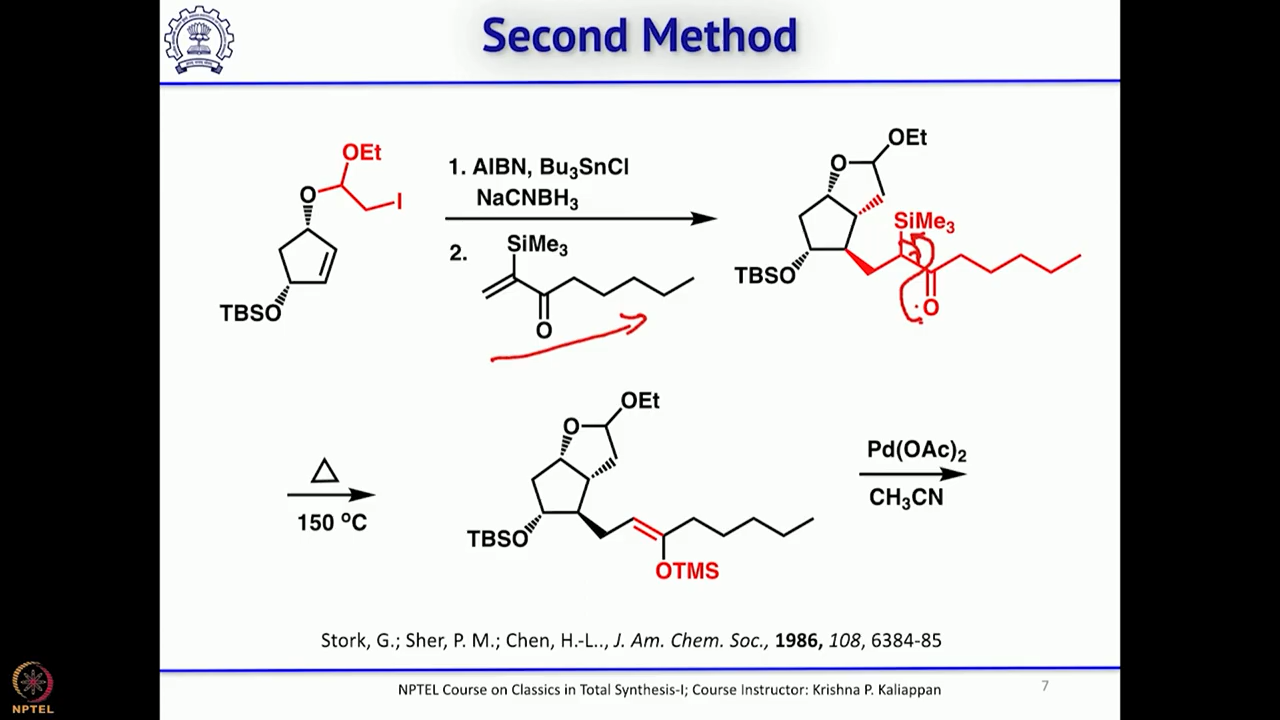 Second Method
OEt
O
I
TBSO
1. AIBN, Bu₃SnCl
NaCNBH₃
2.
SiMe₃
O
OEt
O
SiMe₃
TBSO
O
△
150 ºC
OEt
O
TBSO
OTMS
Pd(OAc)₂
CH₃CN
Stork, G.; Sher, P. M.; Chen, H.-L.., J. Am. Chem. Soc., 1986, 108, 6384-85
NPTEL Course on Classics in Total Synthesis-I; Course Instructor: Krishna P. Kaliappan
7
NPTEL